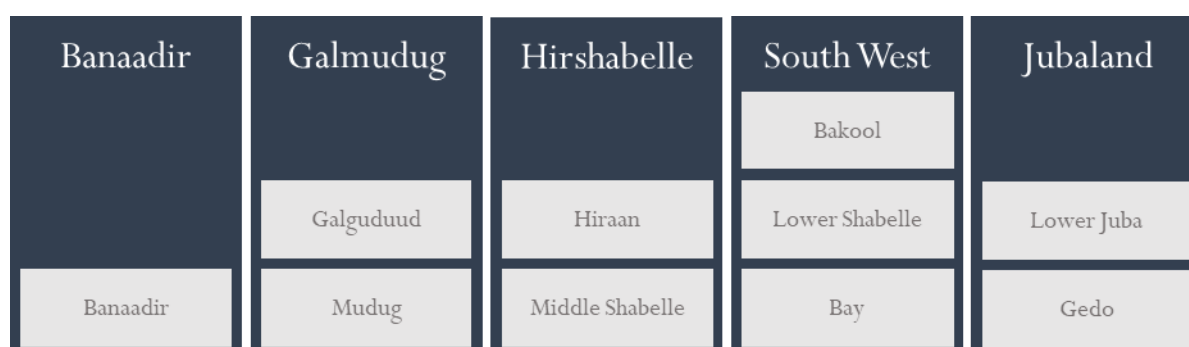 Banaadir
Banaadir
Galmudug
Galguduud
Mudug
Hirshabelle
Hiraan
Middle Shabelle
South West
Bakool
Lower Shabelle
Bay
Jubaland
Lower Juba
Gedo